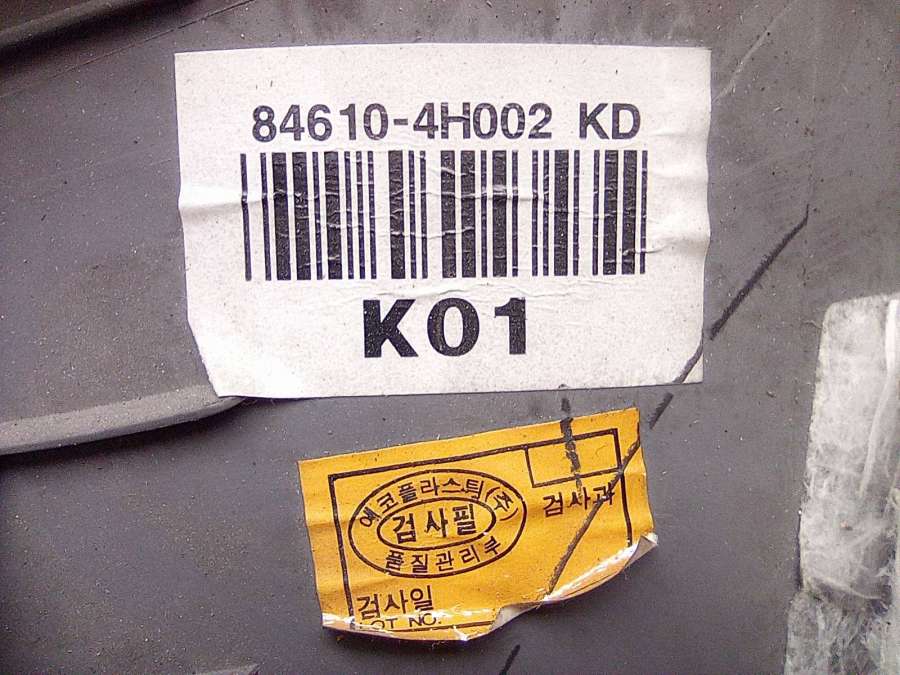 84610-4H002 KD
K01
에코플라스틱(주)
검사필
품질관리부
검사과
검사일
LOT NO.